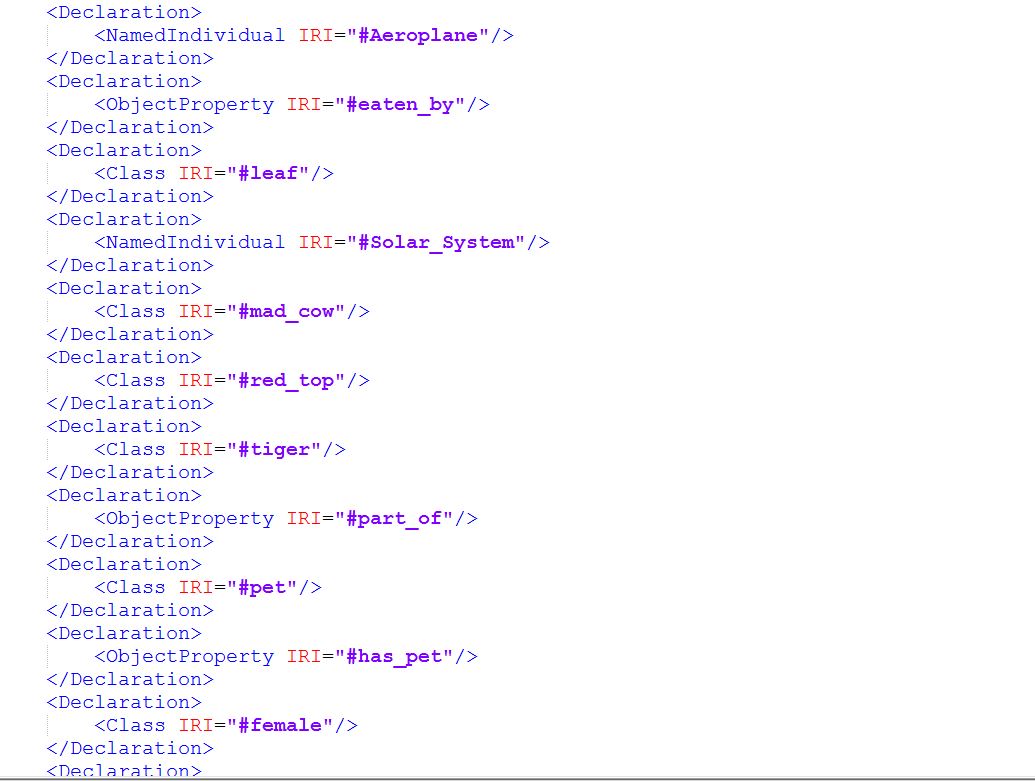 <Declaration>
<NamedIndividual IRI="#Aeroplane"/>
</Declaration>
<Declaration>
<ObjectProperty IRI="#eaten_by"/>
</Declaration>
<Declaration>
<Class IRI="#leaf"/>
</Declaration>
<Declaration>
<NamedIndividual IRI="#Solar_System"/>
</Declaration>
<Declaration>
<Class IRI="#mad_cow"/>
</Declaration>
<Declaration>
<Class IRI="#red_top"/>
</Declaration>
<Declaration>
<Class IRI="#tiger"/>
</Declaration>
<Declaration>
<ObjectProperty IRI="#part_of"/>
</Declaration>
<Declaration>
<Class IRI="#pet"/>
</Declaration>
<Declaration>
<ObjectProperty IRI="#has_pet"/>
</Declaration>
<Declaration>
<Class IRI="#female"/>
</Declaration>
<Declaration>